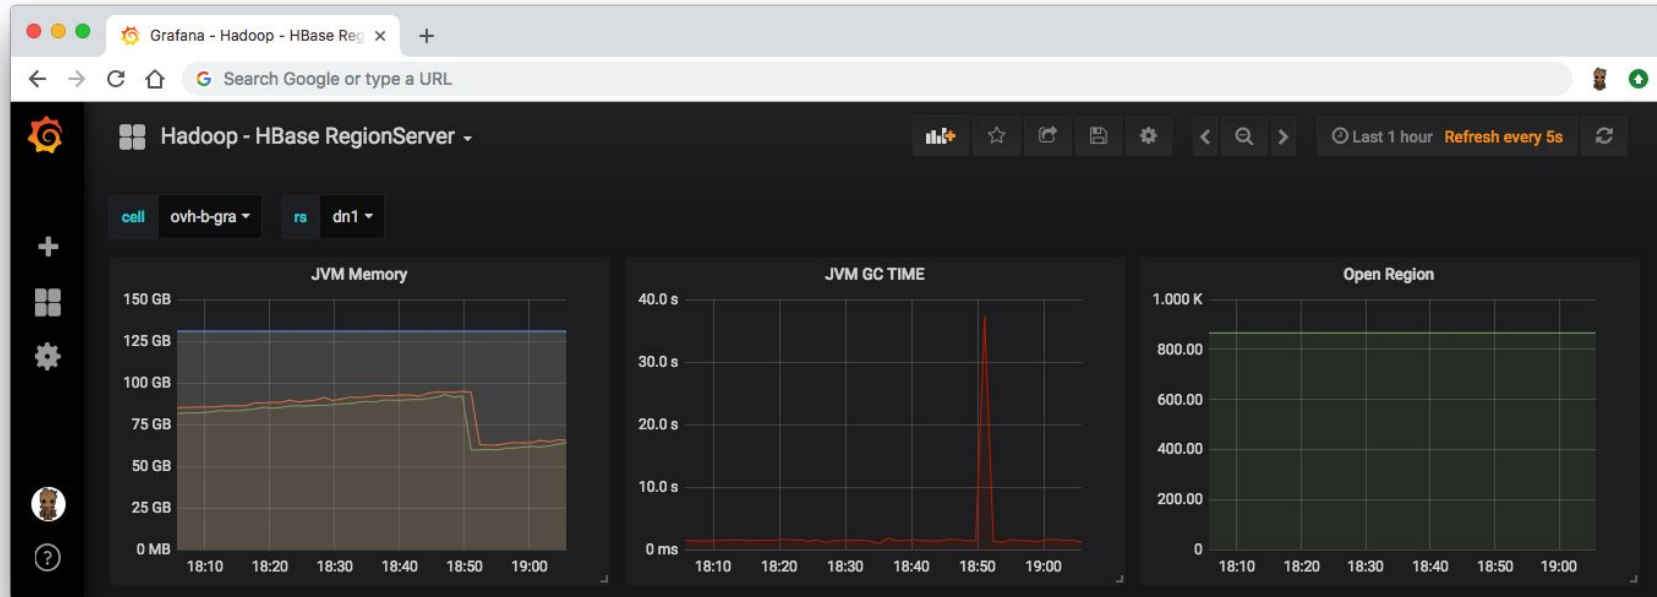 Grafana - Hadoop - HBase Reg
Search Google or type a URL
Hadoop - HBase RegionServer
Last 1 hour Refresh every 5s
cell ovh-b-gra rs dn1
JVM Memory
150 GB
125 GB
100 GB
75 GB
50 GB
25 GB
0 MB
18:10 18:20 18:30 18:40 18:50 19:00
JVM GC TIME
40.0 s
30.0 s
20.0 s
10.0 s
0 ms
18:10 18:20 18:30 18:40 18:50 19:00
Open Region
1.000 K
800.00
600.00
400.00
200.00
0
18:10 18:20 18:30 18:40 18:50 19:00